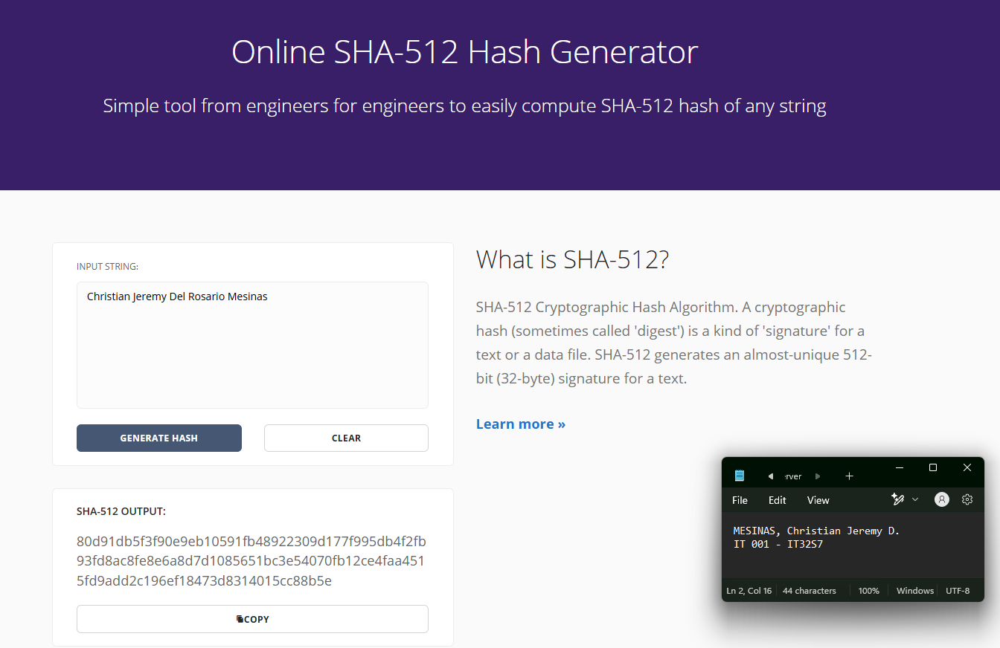 Online SHA-512 Hash Generator
Simple tool from engineers for engineers to easily compute SHA-512 hash of any string
INPUT STRING:
Christian Jeremy Del Rosario Mesinas
GENERATE HASH
CLEAR
SHA-512 OUTPUT:
80d91db5f3f90e9eb10591fb48922309d177f995db4f2fb
93fd8ac8fe8e6a8d7d1085651bc3e54070fb12ce4faa451
5fd9add2c196ef18473d8314015cc88b5e
COPY
What is SHA-512?
SHA-512 Cryptographic Hash Algorithm. A cryptographic
hash (sometimes called 'digest') is a kind of 'signature' for a
text or a data file. SHA-512 generates an almost-unique 512-
bit (32-byte) signature for a text.
Learn more »
erver
File Edit View
MESINAS, Christian Jeremy D.
IT 001 - IT32S7
Ln 2, Col 16 44 characters 100% Windows UTF-8